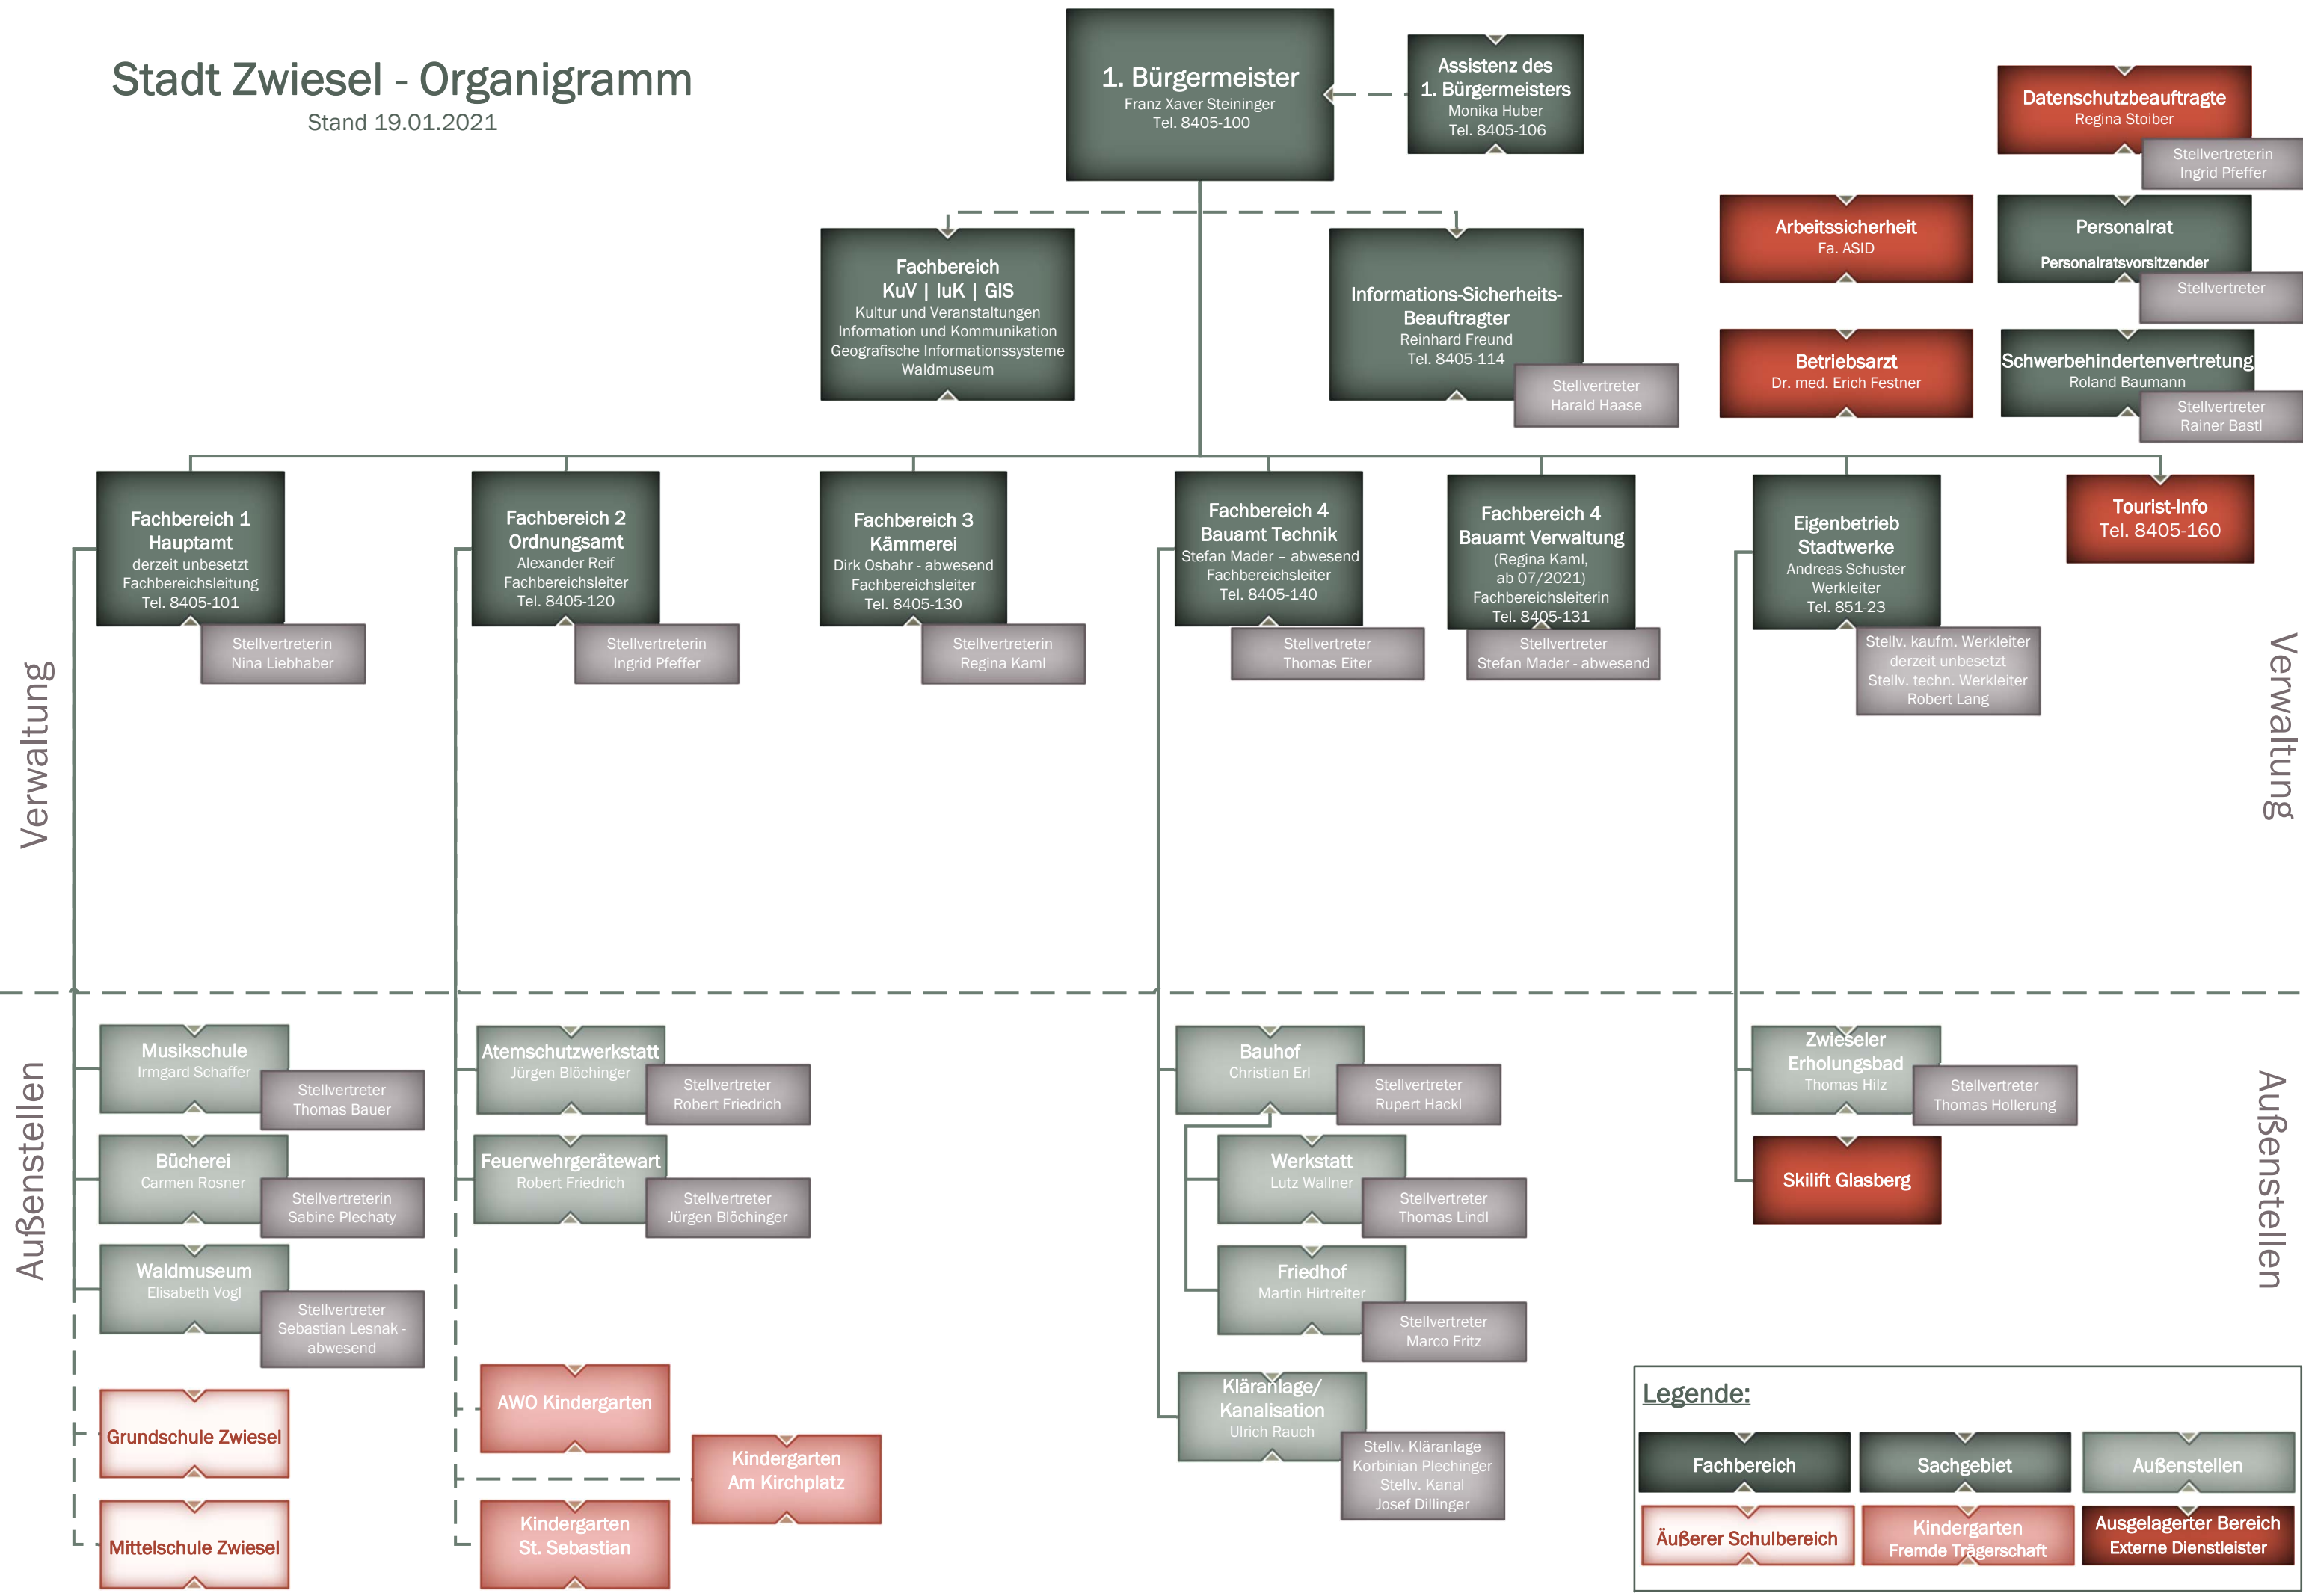 Stadt Zwiesel - Organigramm
Stand 19.01.2021
1. Bürgermeister
Franz Xaver Steininger
Tel. 8405-100
Assistenz des
1. Bürgermeisters
Monika Huber
Tel. 8405-106
Datenschutzbeauftragte
Regina Stoiber
Stellvertreterin
Ingrid Pfeffer
Arbeitssicherheit
Fa. ASID
Personalrat
Personalratsvorsitzender
Stellvertreter
Betriebsarzt
Dr. med. Erich Festner
Schwerbehindertenvertretung
Roland Baumann
Stellvertreter
Rainer Bastl
Fachbereich
KuV | IuK | GIS
Kultur und Veranstaltungen
Information und Kommunikation
Geografische Informationssysteme
Waldmuseum
Informations-Sicherheits-
Beauftragter
Reinhard Freund
Tel. 8405-114
Stellvertreter
Harald Haase
Fachbereich 1
Hauptamt
derzeit unbesetzt
Fachbereichsleitung
Tel. 8405-101
Stellvertreterin
Nina Liebhaber
Fachbereich 2
Ordnungsamt
Alexander Reif
Fachbereichsleiter
Tel. 8405-120
Stellvertreterin
Ingrid Pfeffer
Fachbereich 3
Kämmerei
Dirk Osbahr - abwesend
Fachbereichsleiter
Tel. 8405-130
Stellvertreterin
Regina Kaml
Fachbereich 4
Bauamt Technik
Stefan Mader – abwesend
Fachbereichsleiter
Tel. 8405-140
Stellvertreter
Thomas Eiter
Fachbereich 4
Bauamt Verwaltung
(Regina Kaml,
ab 07/2021)
Fachbereichsleiterin
Tel. 8405-131
Stellvertreter
Stefan Mader - abwesend
Eigenbetrieb
Stadtwerke
Andreas Schuster
Werkleiter
Tel. 851-23
Stellv. kaufm. Werkleiter
derzeit unbesetzt
Stellv. techn. Werkleiter
Robert Lang
Tourist-Info
Tel. 8405-160
Verwaltung
Verwaltung
Außenstellen
Außenstelllen
Musikschule
Irmgard Schaffer
Stellvertreter
Thomas Bauer
Bücherei
Carmen Rosner
Stellvertreterin
Sabine Plechaty
Waldmuseum
Elisabeth Vogl
Stellvertreter
Sebastian Lesnak -
abwesend
Grundschule Zwiesel
Mittelschule Zwiesel
Atemschutzwerkstatt
Jürgen Blöchinger
Stellvertreter
Robert Friedrich
Feuerwehrgerätewart
Robert Friedrich
Stellvertreter
Jürgen Blöchinger
AWO Kindergarten
Kindergarten
Am Kirchplatz
Kindergarten
St. Sebastian
Bauhof
Christian Erl
Stellvertreter
Rupert Hackl
Werkstatt
Lutz Wallner
Stellvertreter
Thomas Lindl
Friedhof
Martin Hirtreiter
Stellvertreter
Marco Fritz
Kläranlage/
Kanalisation
Ulrich Rauch
Stellv. Kläranlage
Korbinian Plechinger
Stellv. Kanal
Josef Dillinger
Zwieseler
Erholungsbad
Thomas Hilz
Stellvertreter
Thomas Hollerung
Skilift Glasberg
Legende:
Fachbereich
Sachgebiet
Außenstellen
Äußerer Schulbereich
Kindergarten
Fremde Trägerschaft
Ausgelagerter Bereich
Externe Dienstleister